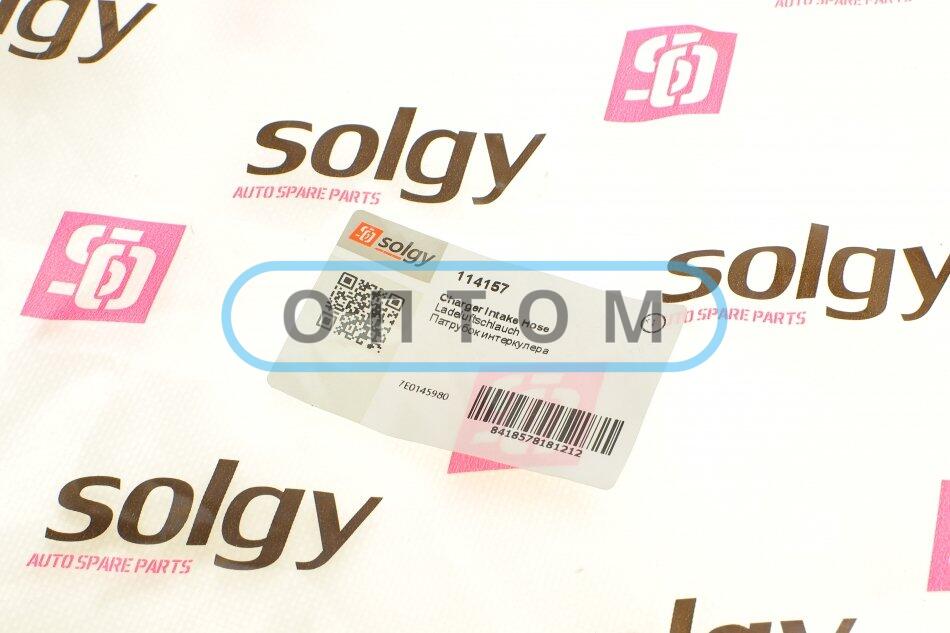 AUTO SPARE PARTS
solgy
solgy
AUTO SPARE PARTS
solgy
AUTO SPARE PARTS
solgy
114157
Charger Intake Hose
Ladeluftschlauch
Патрубок интеркулера
7E0145980
8418578181212
ОПТОМ
solgy
AUTO SPARE PARTS